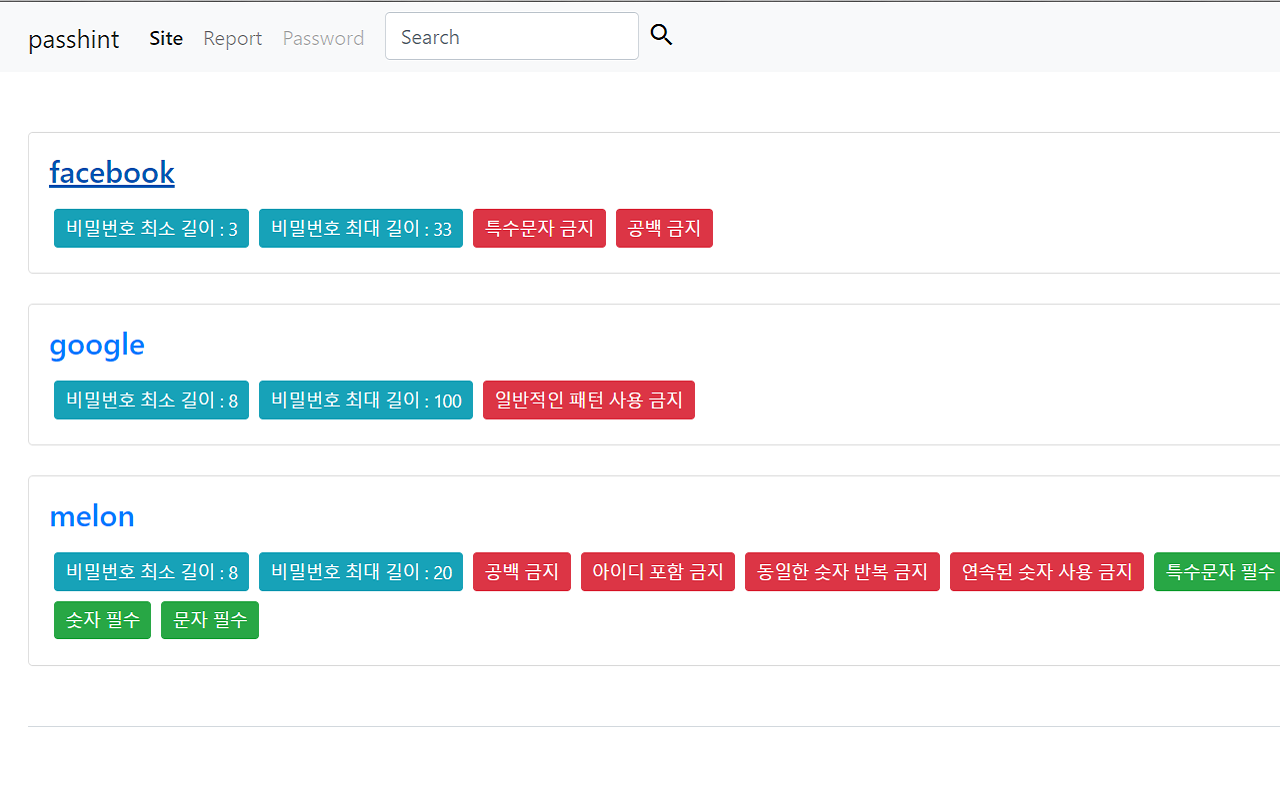 passhint Site Report Password Search
facebook
비밀번호 최소 길이 : 3 비밀번호 최대 길이 : 33 특수문자 금지 공백 금지
google
비밀번호 최소 길이 : 8 비밀번호 최대 길이 : 100 일반적인 패턴 사용 금지
melon
비밀번호 최소 길이 : 8 비밀번호 최대 길이 : 20 공백 금지 아이디 포함 금지 동일한 숫자 반복 금지 연속된 숫자 사용 금지 특수문자 필수
숫자 필수 문자 필수